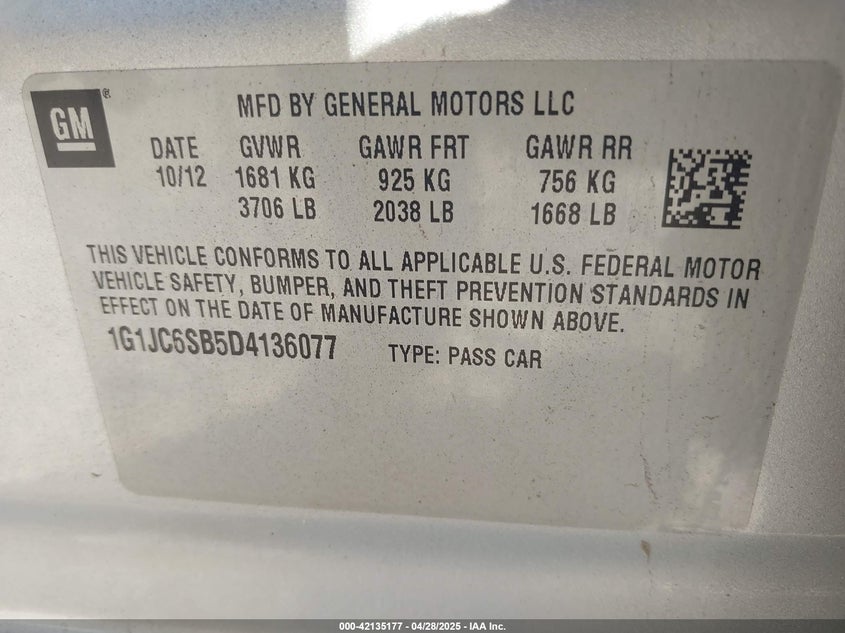 GM
®
MFD BY GENERAL MOTORS LLC
DATE GVWR GAWR FRT GAWR RR
10/12 1681 KG 925 KG 756 KG
3706 LB 2038 LB 1668 LB
THIS VEHICLE CONFORMS TO ALL APPLICABLE U.S. FEDERAL MOTOR
VEHICLE SAFETY, BUMPER, AND THEFT PREVENTION STANDARDS IN
EFFECT ON THE DATE OF MANUFACTURE SHOWN ABOVE.
1G1JC6SB5D4136077 TYPE: PASS CAR
000-42135177 - 04/28/2025 - IAA Inc.